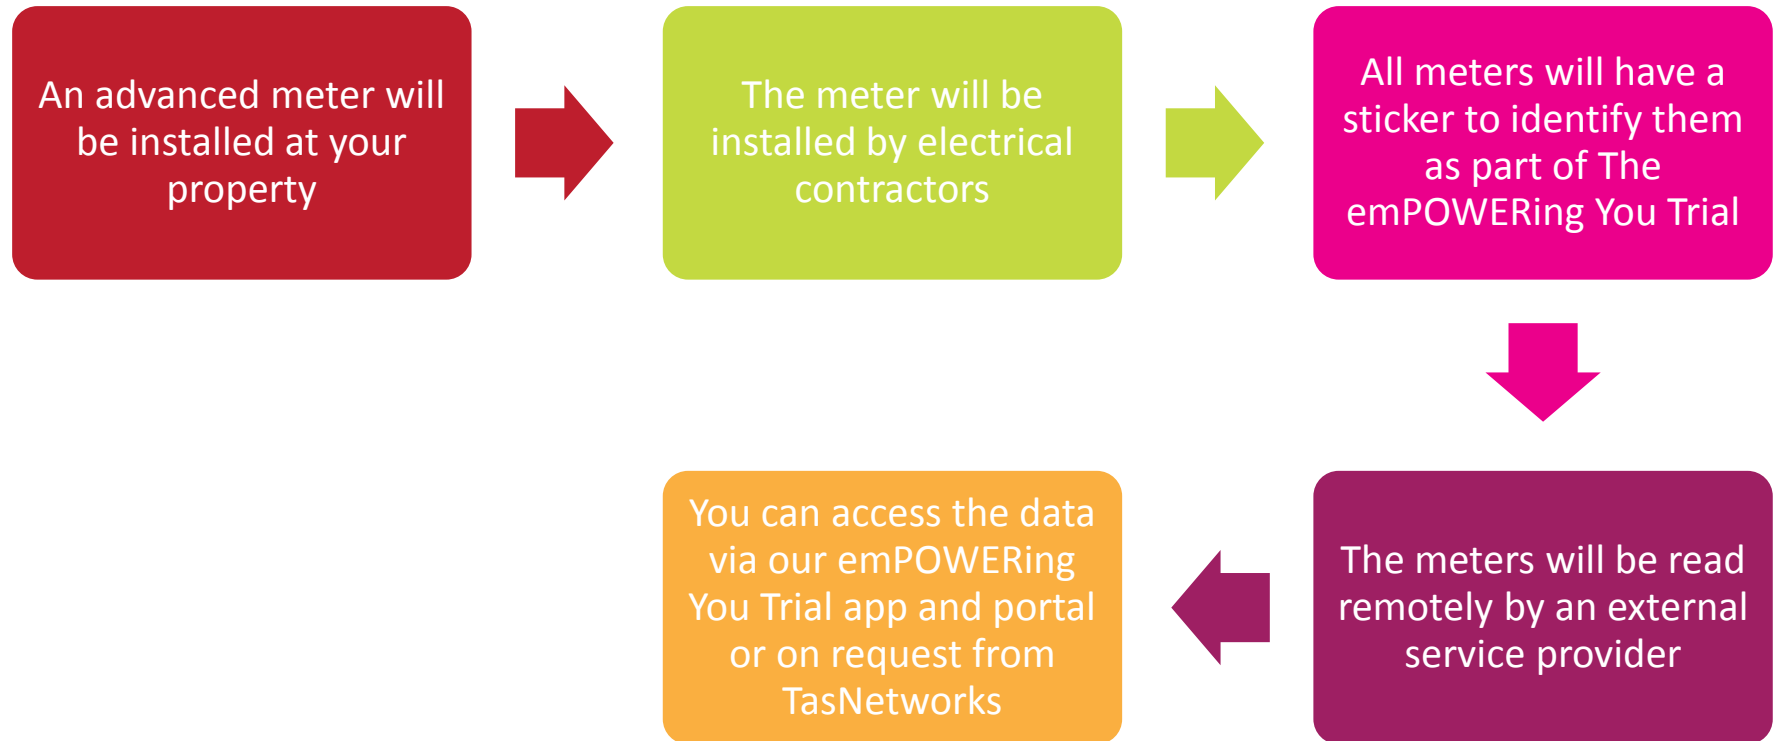 An advanced meter will
be installed at your
property
The meter will be
installed by electrical
contractors
All meters will have a
sticker to identify them
as part of The
emPOWERing You Trial
The meters will be read
remotely by an external
service provider
You can access the data
via our emPOWERing
You Trial app and portal
or on request from
TasNetworks